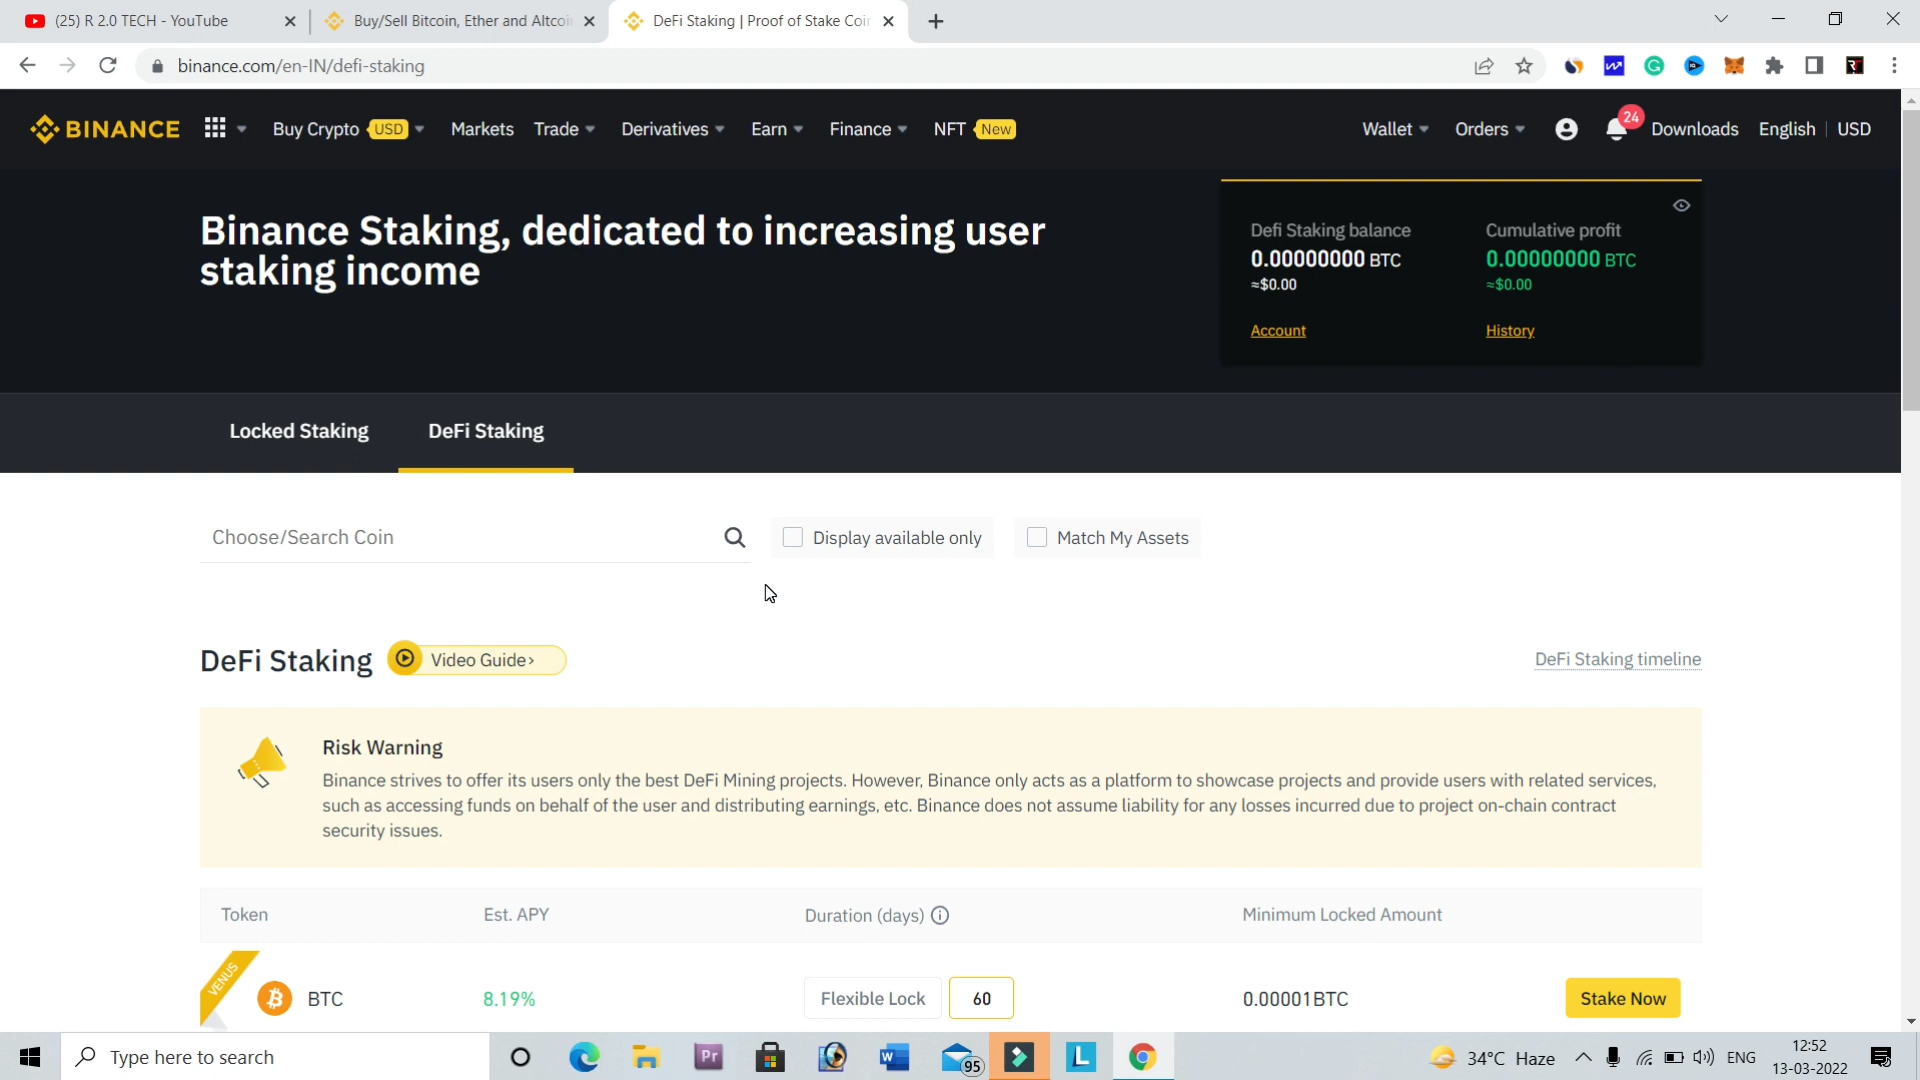 (25) R 2.0 TECH - YouTube
Buy/Sell Bitcoin, Ether and Altcoi
DeFi Staking | Proof of Stake Coi
binance.com/en-IN/defi-staking
BINANCE
Buy Crypto USD
Markets
Trade
Derivatives
Earn
Finance
NFT New
Wallet
Orders
24
Downloads
English
USD
Binance Staking, dedicated to increasing user
staking income
Defi Staking balance
0.00000000 BTC
≈$0.00
Account
Cumulative profit
0.00000000 BTC
≈$0.00
History
Locked Staking
DeFi Staking
Choose/Search Coin
Display available only
Match My Assets
DeFi Staking
Video Guide›
DeFi Staking timeline
Risk Warning
Binance strives to offer its users only the best DeFi Mining projects. However, Binance only acts as a platform to showcase projects and provide users with related services,
such as accessing funds on behalf of the user and distributing earnings, etc. Binance does not assume liability for any losses incurred due to project on-chain contract
security issues.
Token
Est. APY
Duration (days)
Minimum Locked Amount
VENUS
BTC
8.19%
Flexible Lock
60
0.00001BTC
Stake Now
Type here to search
Pr
W
95
L
34°C Haze
ENG
12:52
13-03-2022